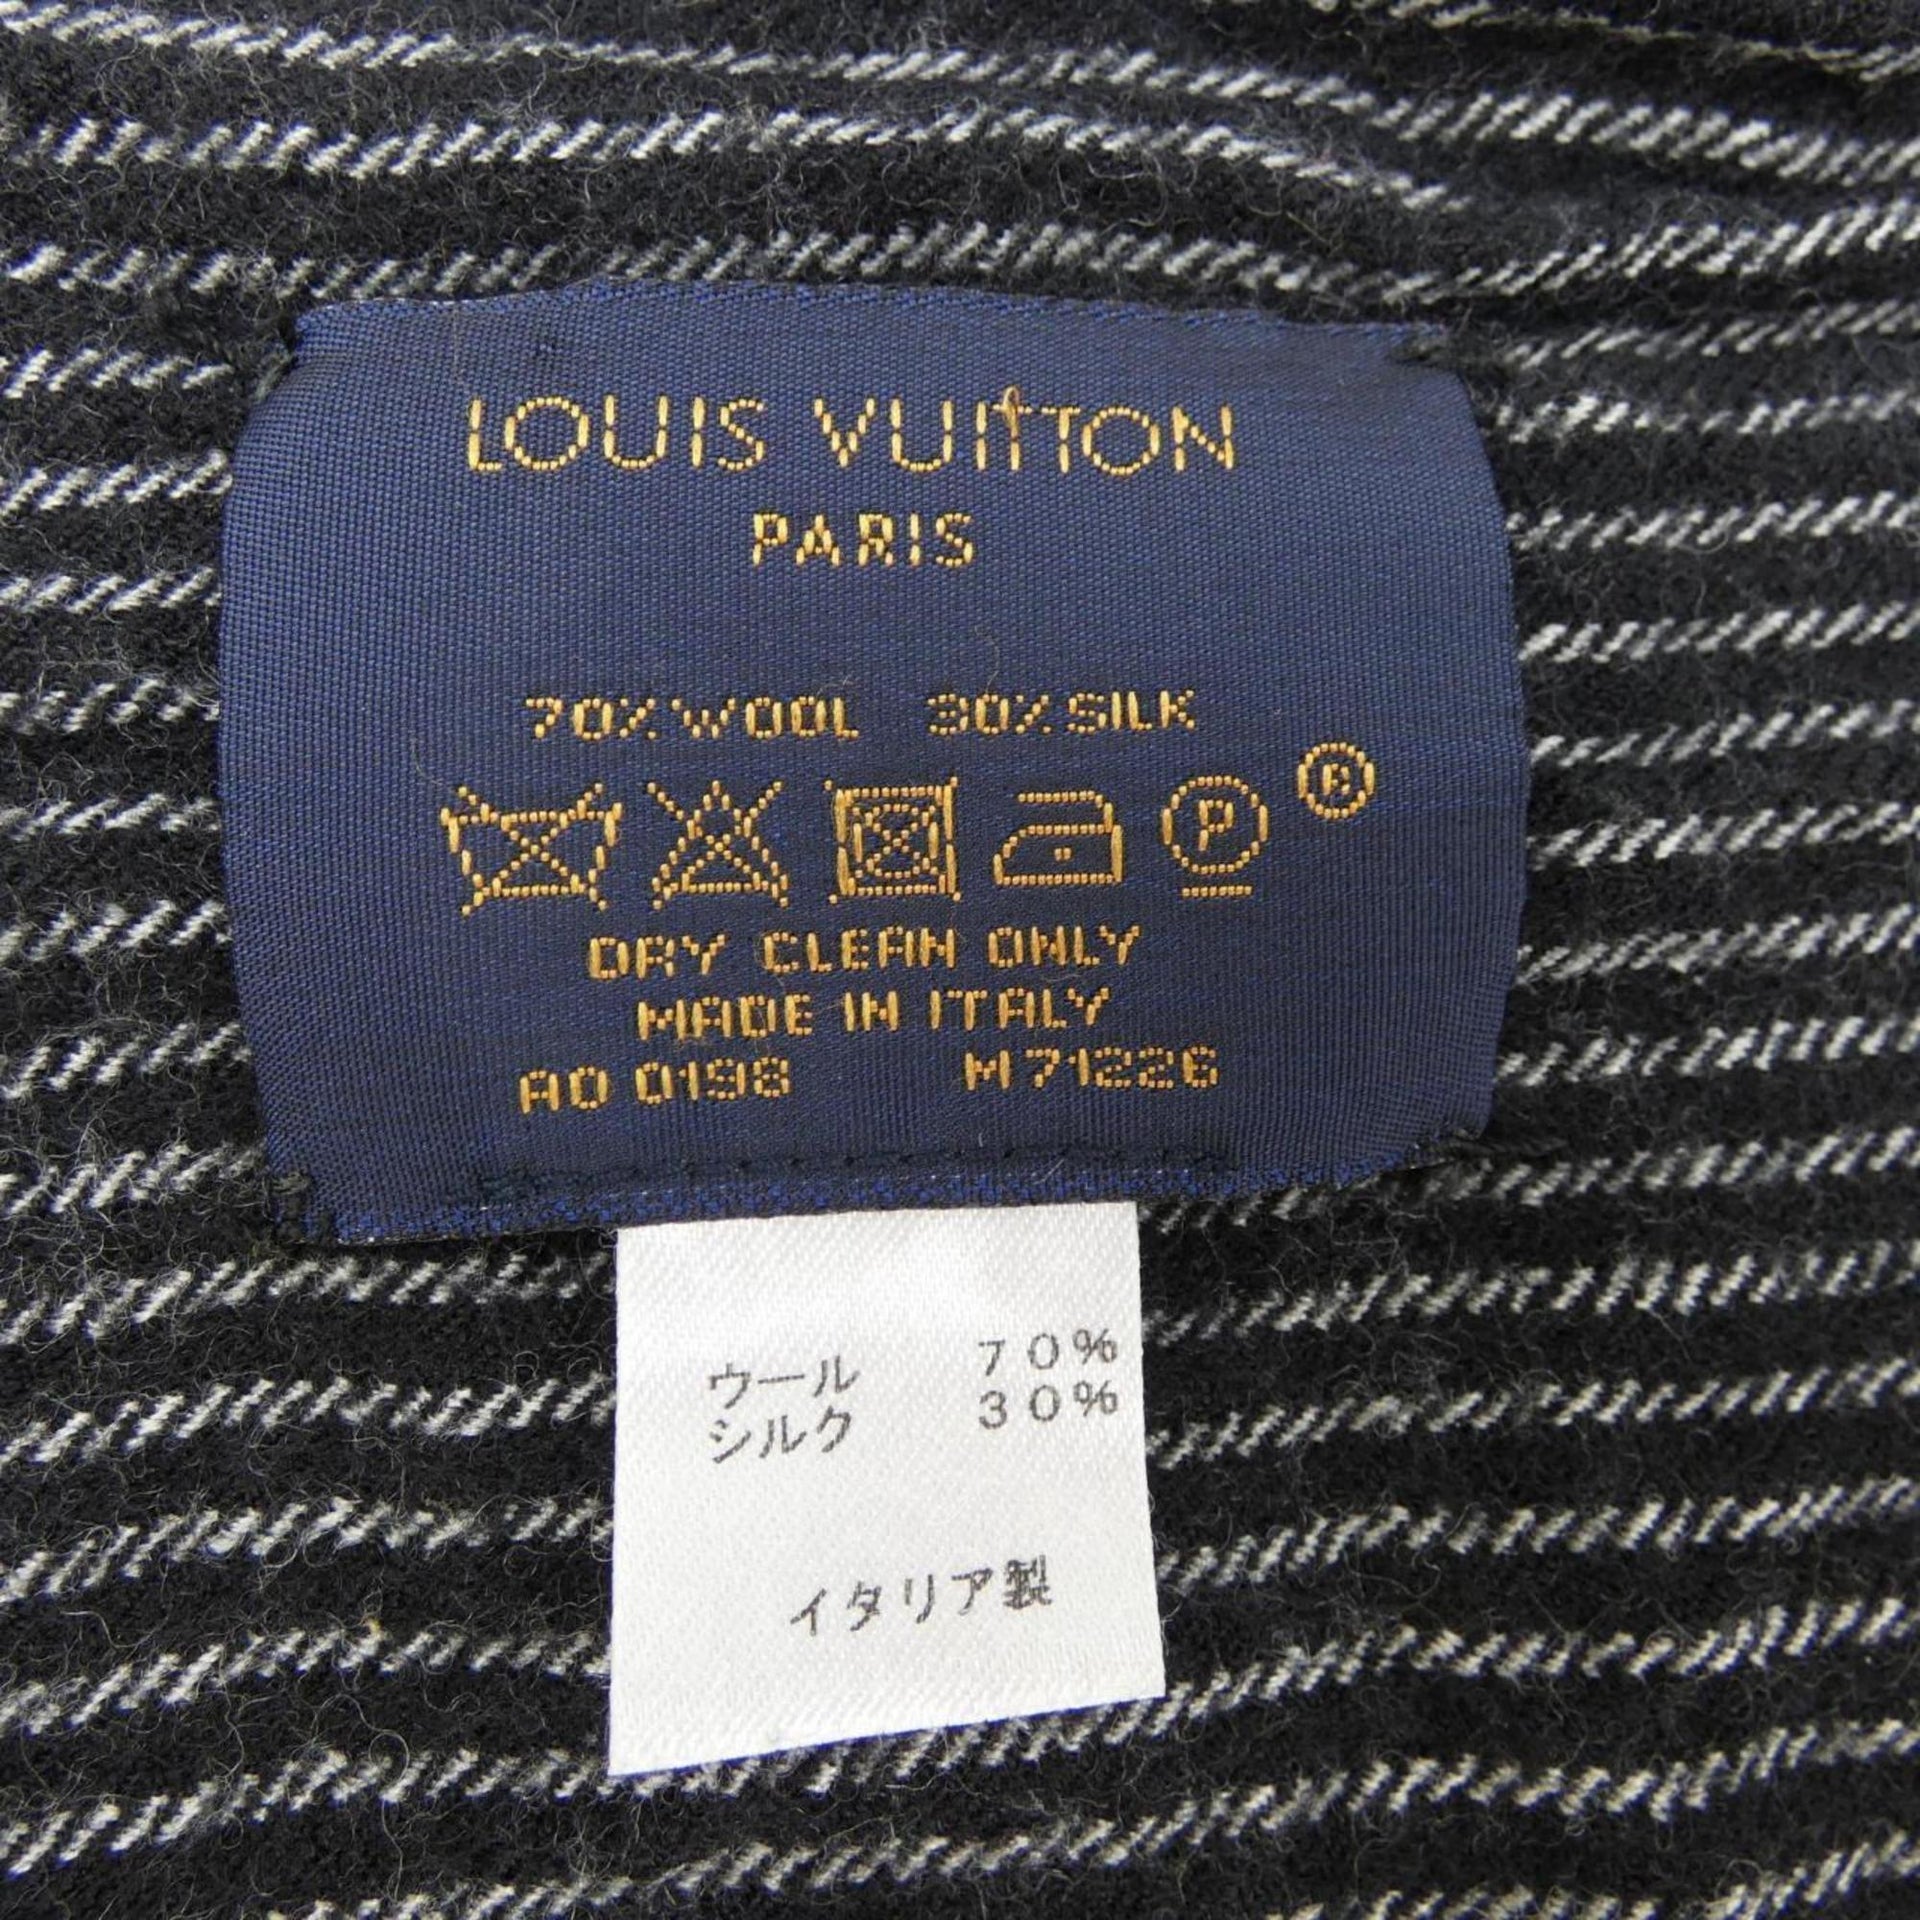 LOUIS VUITTON
PARIS
70% WOOL 30% SILK
P ®
DRY CLEAN ONLY
MADE IN ITALY
AO 0198 M71226
ウール 70%
シルク 30%
イタリア製